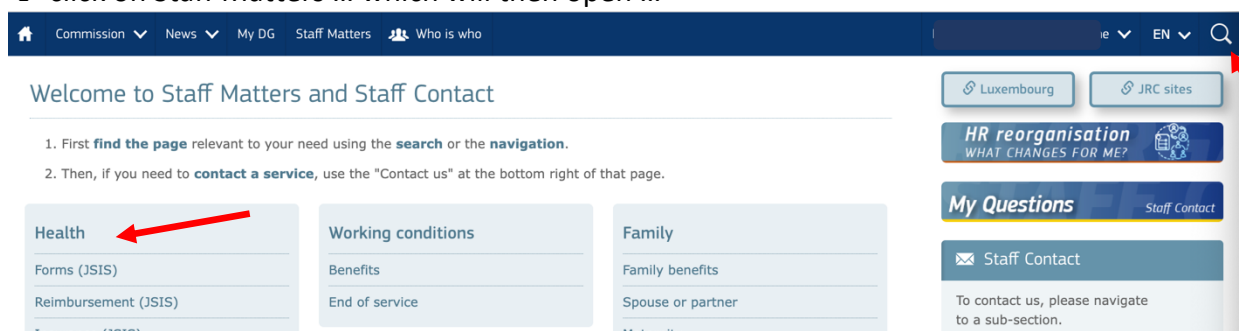 Commission News My DG Staff Matters Who is who EN
Welcome to Staff Matters and Staff Contact
Luxembourg JRC sites
1. First find the page relevant to your need using the search or the navigation.
2. Then, if you need to contact a service, use the "Contact us" at the bottom right of that page.
HR reorganisation
WHAT CHANGES FOR ME?
My Questions Staff Contact
Health
Forms (JSIS)
Reimbursement (JSIS)
Working conditions
Benefits
End of service
Family
Family benefits
Spouse or partner
Staff Contact
To contact us, please navigate
to a sub-section.